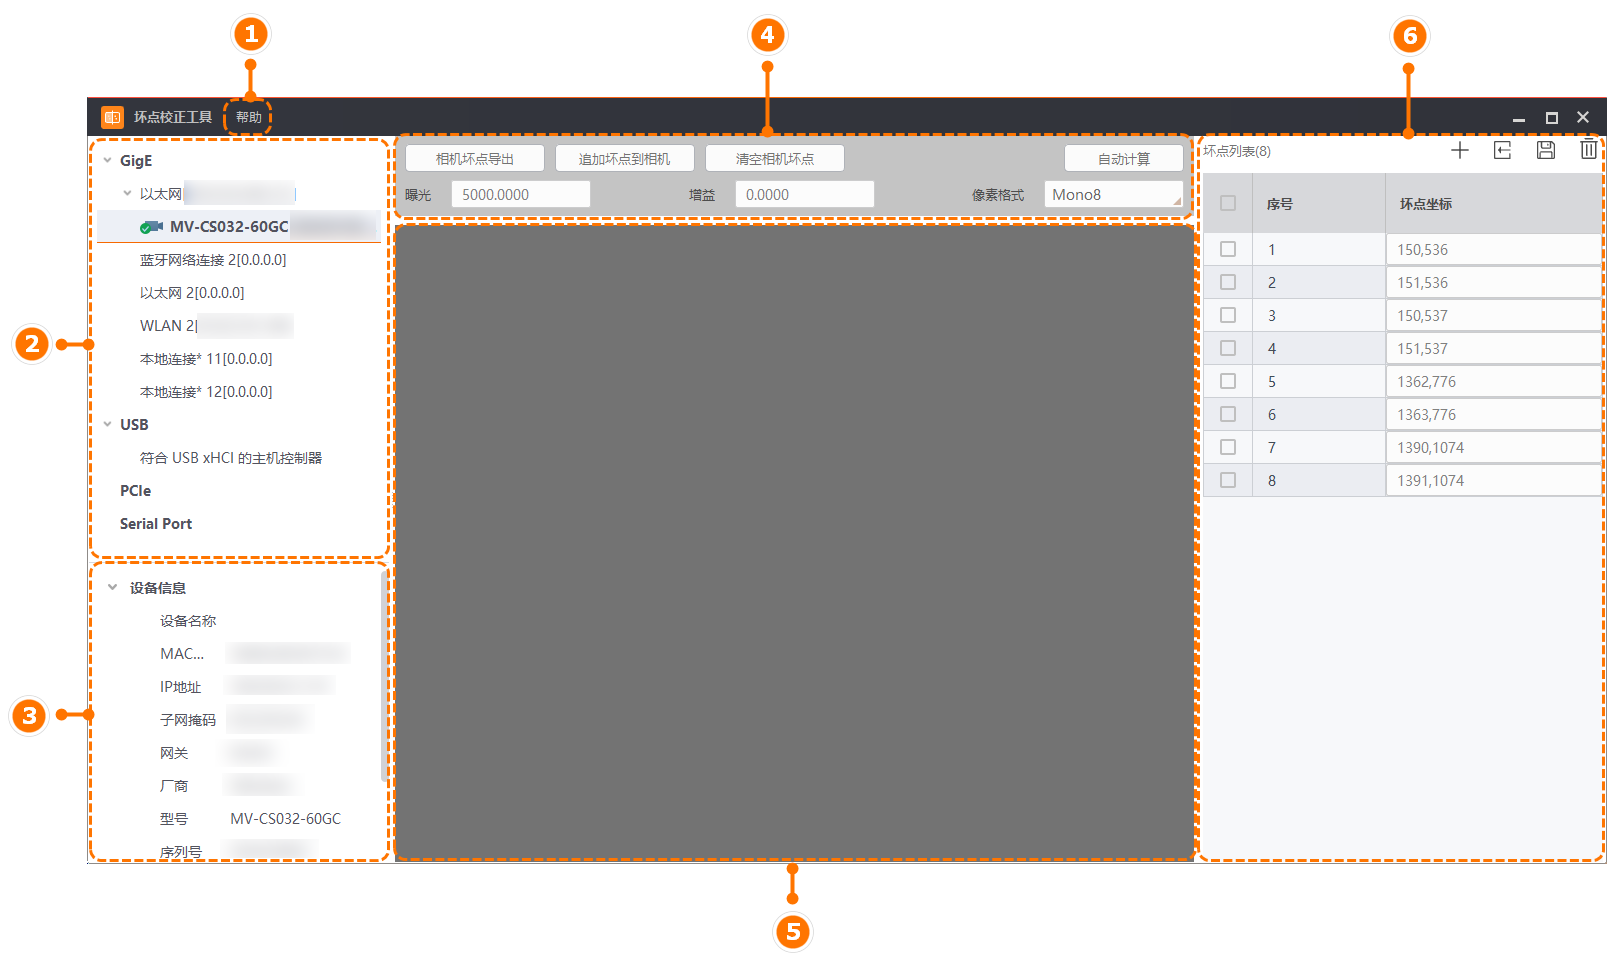 1
4
6
坏点校正工具 帮助
2
GigE
以太网
MV-CS032-60GC
蓝牙网络连接 2[0.0.0.0]
以太网 2[0.0.0.0]
WLAN 2[
本地连接* 11[0.0.0.0]
本地连接* 12[0.0.0.0]
USB
符合 USB xHCI 的主机控制器
PCIe
Serial Port
3
设备信息
设备名称
MAC...
IP地址
子网掩码
网关
厂商
型号 MV-CS032-60GC
序列号
相机坏点导出 追加坏点到相机 清空相机坏点 自动计算
曝光 5000.0000 增益 0.0000 像素格式 Mono8
5
坏点列表(8)
序号 坏点坐标
1 150,536
2 151,536
3 150,537
4 151,537
5 1362,776
6 1363,776
7 1390,1074
8 1391,1074